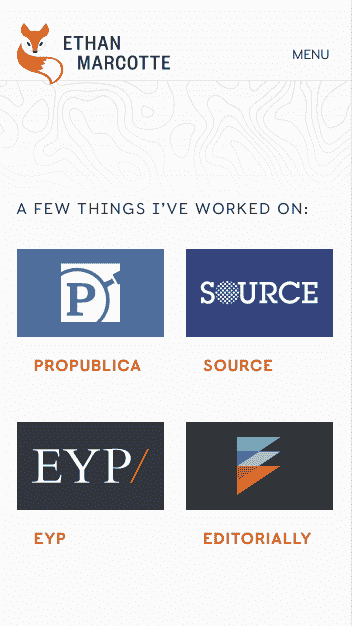 ETHAN
MARCOTTE
MENU
A FEW THINGS I'VE WORKED ON:
P
SOURCE
PROPUBLICA
SOURCE
EYP/
EYP
EDITORIALLY